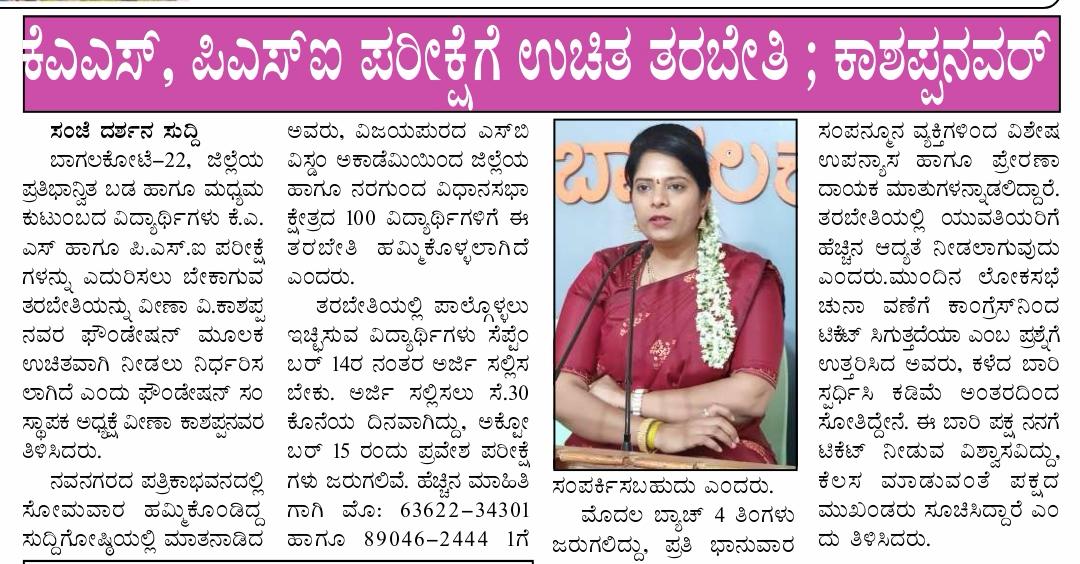 ಕೆಎಎಸ್, ಪಿಎಸ್‌ಐ ಪರೀಕ್ಷೆಗೆ ಉಚಿತ ತರಬೇತಿ ; ಕಾಶಪ್ಪನವರ್
ಸಂಜೆ ದರ್ಶನ ಸುದ್ದಿ
ಬಾಗಲಕೋಟೆ-22, ಜಿಲ್ಲೆಯ
ಪ್ರತಿಭಾನ್ವಿತ ಬಡ ಹಾಗೂ ಮಧ್ಯಮ
ಕುಟುಂಬದ ವಿದ್ಯಾರ್ಥಿಗಳು ಕೆ.ಎ.
ಎಸ್ ಹಾಗೂ ಪಿ.ಎಸ್.ಐ ಪರೀಕ್ಷೆ
ಗಳನ್ನು ಎದುರಿಸಲು ಬೇಕಾಗುವ
ತರಬೇತಿಯನ್ನು ವೀಣಾ ವಿ.ಕಾಶಪ್ಪ
ನವರ ಫೌಂಡೇಷನ್ ಮೂಲಕ
ಉಚಿತವಾಗಿ ನೀಡಲು ನಿರ್ಧರಿಸ
ಲಾಗಿದೆ ಎಂದು ಫೌಂಡೇಷನ್ ಸಂ
ಸ್ಥಾಪಕ ಅಧ್ಯಕ್ಷೆ ವೀಣಾ ಕಾಶಪ್ಪನವರ
ತಿಳಿಸಿದರು.
ನವನಗರದ ಪತ್ರಿಕಾಭವನದಲ್ಲಿ
ಸೋಮವಾರ ಹಮ್ಮಿಕೊಂಡಿದ್ದ
ಸುದ್ದಿಗೋಷ್ಠಿಯಲ್ಲಿ ಮಾತನಾಡಿದ
ಅವರು, ವಿಜಯಪುರದ ಎಸ್‌ಬಿ
ವಿಸ್ಡಂ ಅಕಾಡೆಮಿಯಿಂದ ಜಿಲ್ಲೆಯ
ಹಾಗೂ ನರಗುಂದ ವಿಧಾನಸಭಾ
ಕ್ಷೇತ್ರದ 100 ವಿದ್ಯಾರ್ಥಿಗಳಿಗೆ ಈ
ತರಬೇತಿ ಹಮ್ಮಿಕೊಳ್ಳಲಾಗಿದೆ
ಎಂದರು.
ತರಬೇತಿಯಲ್ಲಿ ಪಾಲ್ಗೊಳ್ಳಲು
ಇಚ್ಛಿಸುವ ವಿದ್ಯಾರ್ಥಿಗಳು ಸೆಪ್ಟೆಂ
ಬರ್ 14ರ ನಂತರ ಅರ್ಜಿ ಸಲ್ಲಿಸ
ಬೇಕು. ಅರ್ಜಿ ಸಲ್ಲಿಸಲು ಸೆ.30
ಕೊನೆಯ ದಿನವಾಗಿದ್ದು, ಅಕ್ಟೋ
ಬರ್ 15 ರಂದು ಪ್ರವೇಶ ಪರೀಕ್ಷೆ
ಗಳು ಜರುಗಲಿವೆ. ಹೆಚ್ಚಿನ ಮಾಹಿತಿ
ಗಾಗಿ ಮೊ: 63622-34301
ಹಾಗೂ 89046-2444 1ಗೆ
ಸಂಪರ್ಕಿಸಬಹುದು ಎಂದರು.
ಮೊದಲ ಬ್ಯಾಚ್ 4 ತಿಂಗಳು
ಜರುಗಲಿದ್ದು, ಪ್ರತಿ ಭಾನುವಾರ
ಸಂಪನ್ಮೂನ ವ್ಯಕ್ತಿಗಳಿಂದ ವಿಶೇಷ
ಉಪನ್ಯಾಸ ಹಾಗೂ ಪ್ರೇರಣಾ
ದಾಯಕ ಮಾತುಗಳನ್ನಾಡಲಿದ್ದಾರೆ.
ತರಬೇತಿಯಲ್ಲಿ ಯುವತಿಯರಿಗೆ
ಹೆಚ್ಚಿನ ಆದ್ಯತೆ ನೀಡಲಾಗುವುದು
ಎಂದರು.ಮುಂದಿನ ಲೋಕಸಭೆ
ಚುನಾ ವಣೆಗೆ ಕಾಂಗ್ರೆಸ್‌ನಿಂದ
ಟಿಕೆಟ್ ಸಿಗುತ್ತದೆಯಾ ಎಂಬ ಪ್ರಶ್ನೆಗೆ
ಉತ್ತರಿಸಿದ ಅವರು, ಕಳೆದ ಬಾರಿ
ಸ್ಪರ್ಧಿಸಿ ಕಡಿಮೆ ಅಂತರದಿಂದ
ಸೋತಿದ್ದೇನೆ. ಈ ಬಾರಿ ಪಕ್ಷ ನನಗೆ
ಟಿಕೆಟ್ ನೀಡುವ ವಿಶ್ವಾಸವಿದ್ದು,
ಕೆಲಸ ಮಾಡುವಂತೆ ಪಕ್ಷದ
ಮುಖಂಡರು ಸೂಚಿಸಿದ್ದಾರೆ ಎಂ
ದು ತಿಳಿಸಿದರು.